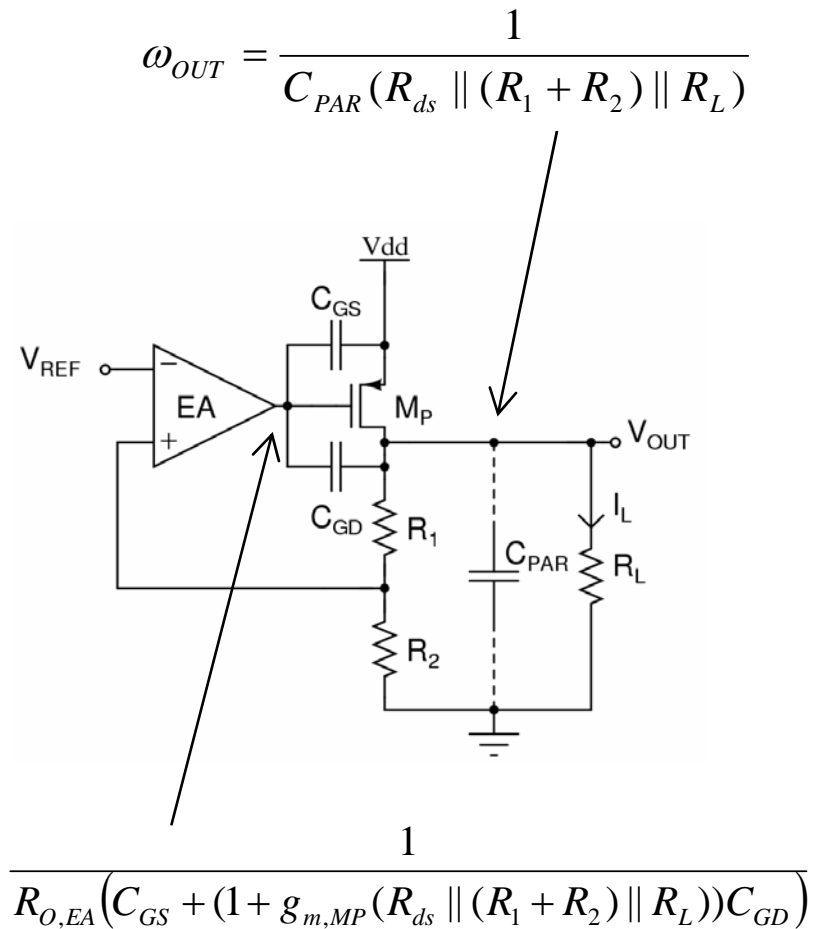 ω_OUT = 1 / (C_PAR (R_ds || (R_1 + R_2) || R_L))
Vdd
C_GS
V_REF
−
EA
M_P
+
V_OUT
C_GD
R_1
I_L
C_PAR
R_L
R_2
1 / (R_O,EA (C_GS + (1 + g_m,MP (R_ds || (R_1 + R_2) || R_L)) C_GD))